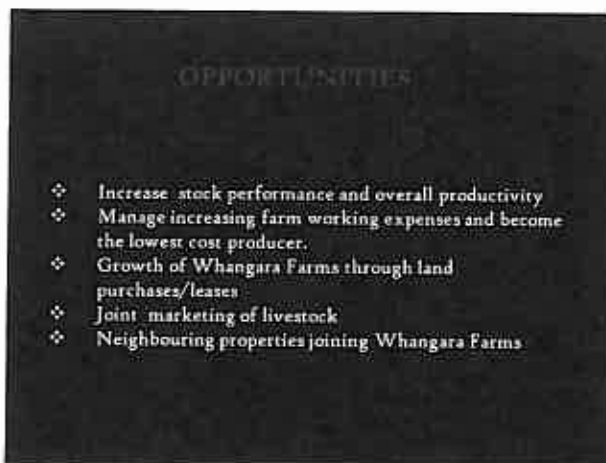 OPPORTUNITIES
❖ Increase stock performance and overall productivity
❖ Manage increasing farm working expenses and become
the lowest cost producer.
❖ Growth of Whangara Farms through land
purchases/leases
❖ Joint marketing of livestock
❖ Neighbouring properties joining Whangara Farms